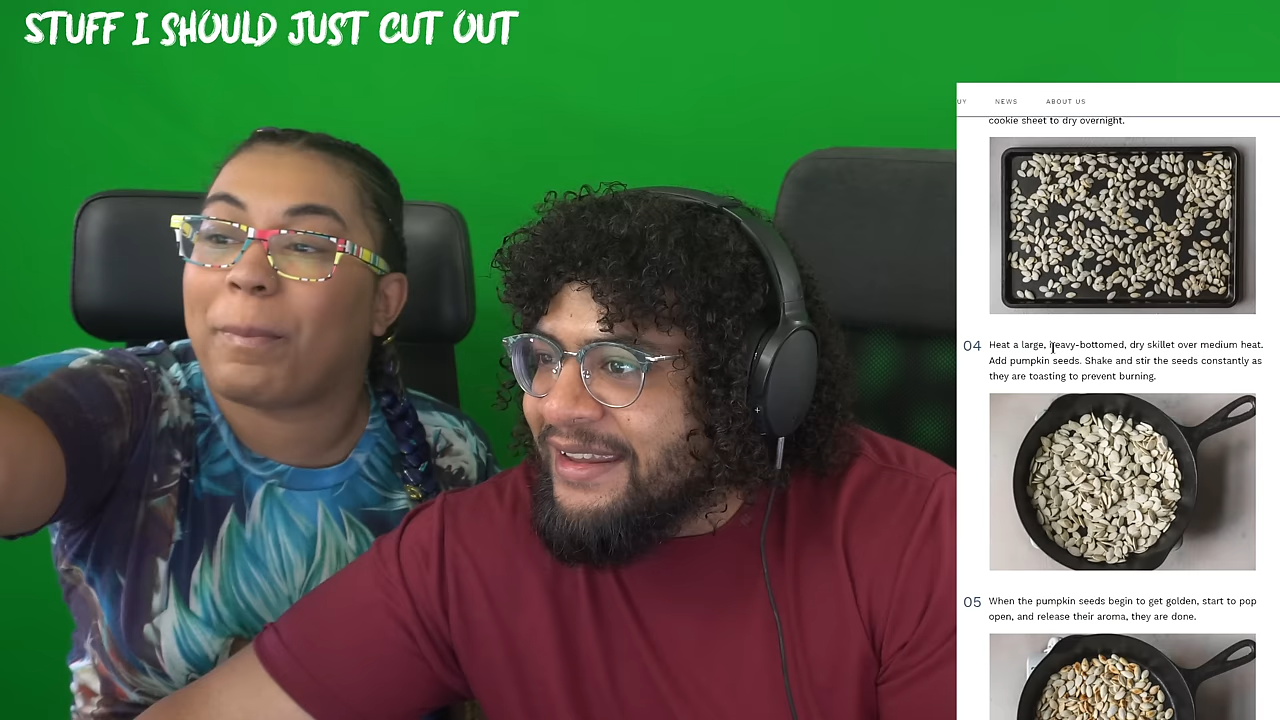 STUFF I SHOULD JUST CUT OUT
UY NEWS ABOUT US
cookie sheet to dry overnight.
04 Heat a large, heavy-bottomed, dry skillet over medium heat.
Add pumpkin seeds. Shake and stir the seeds constantly as
they are toasting to prevent burning.
05 When the pumpkin seeds begin to get golden, start to pop
open, and release their aroma, they are done.